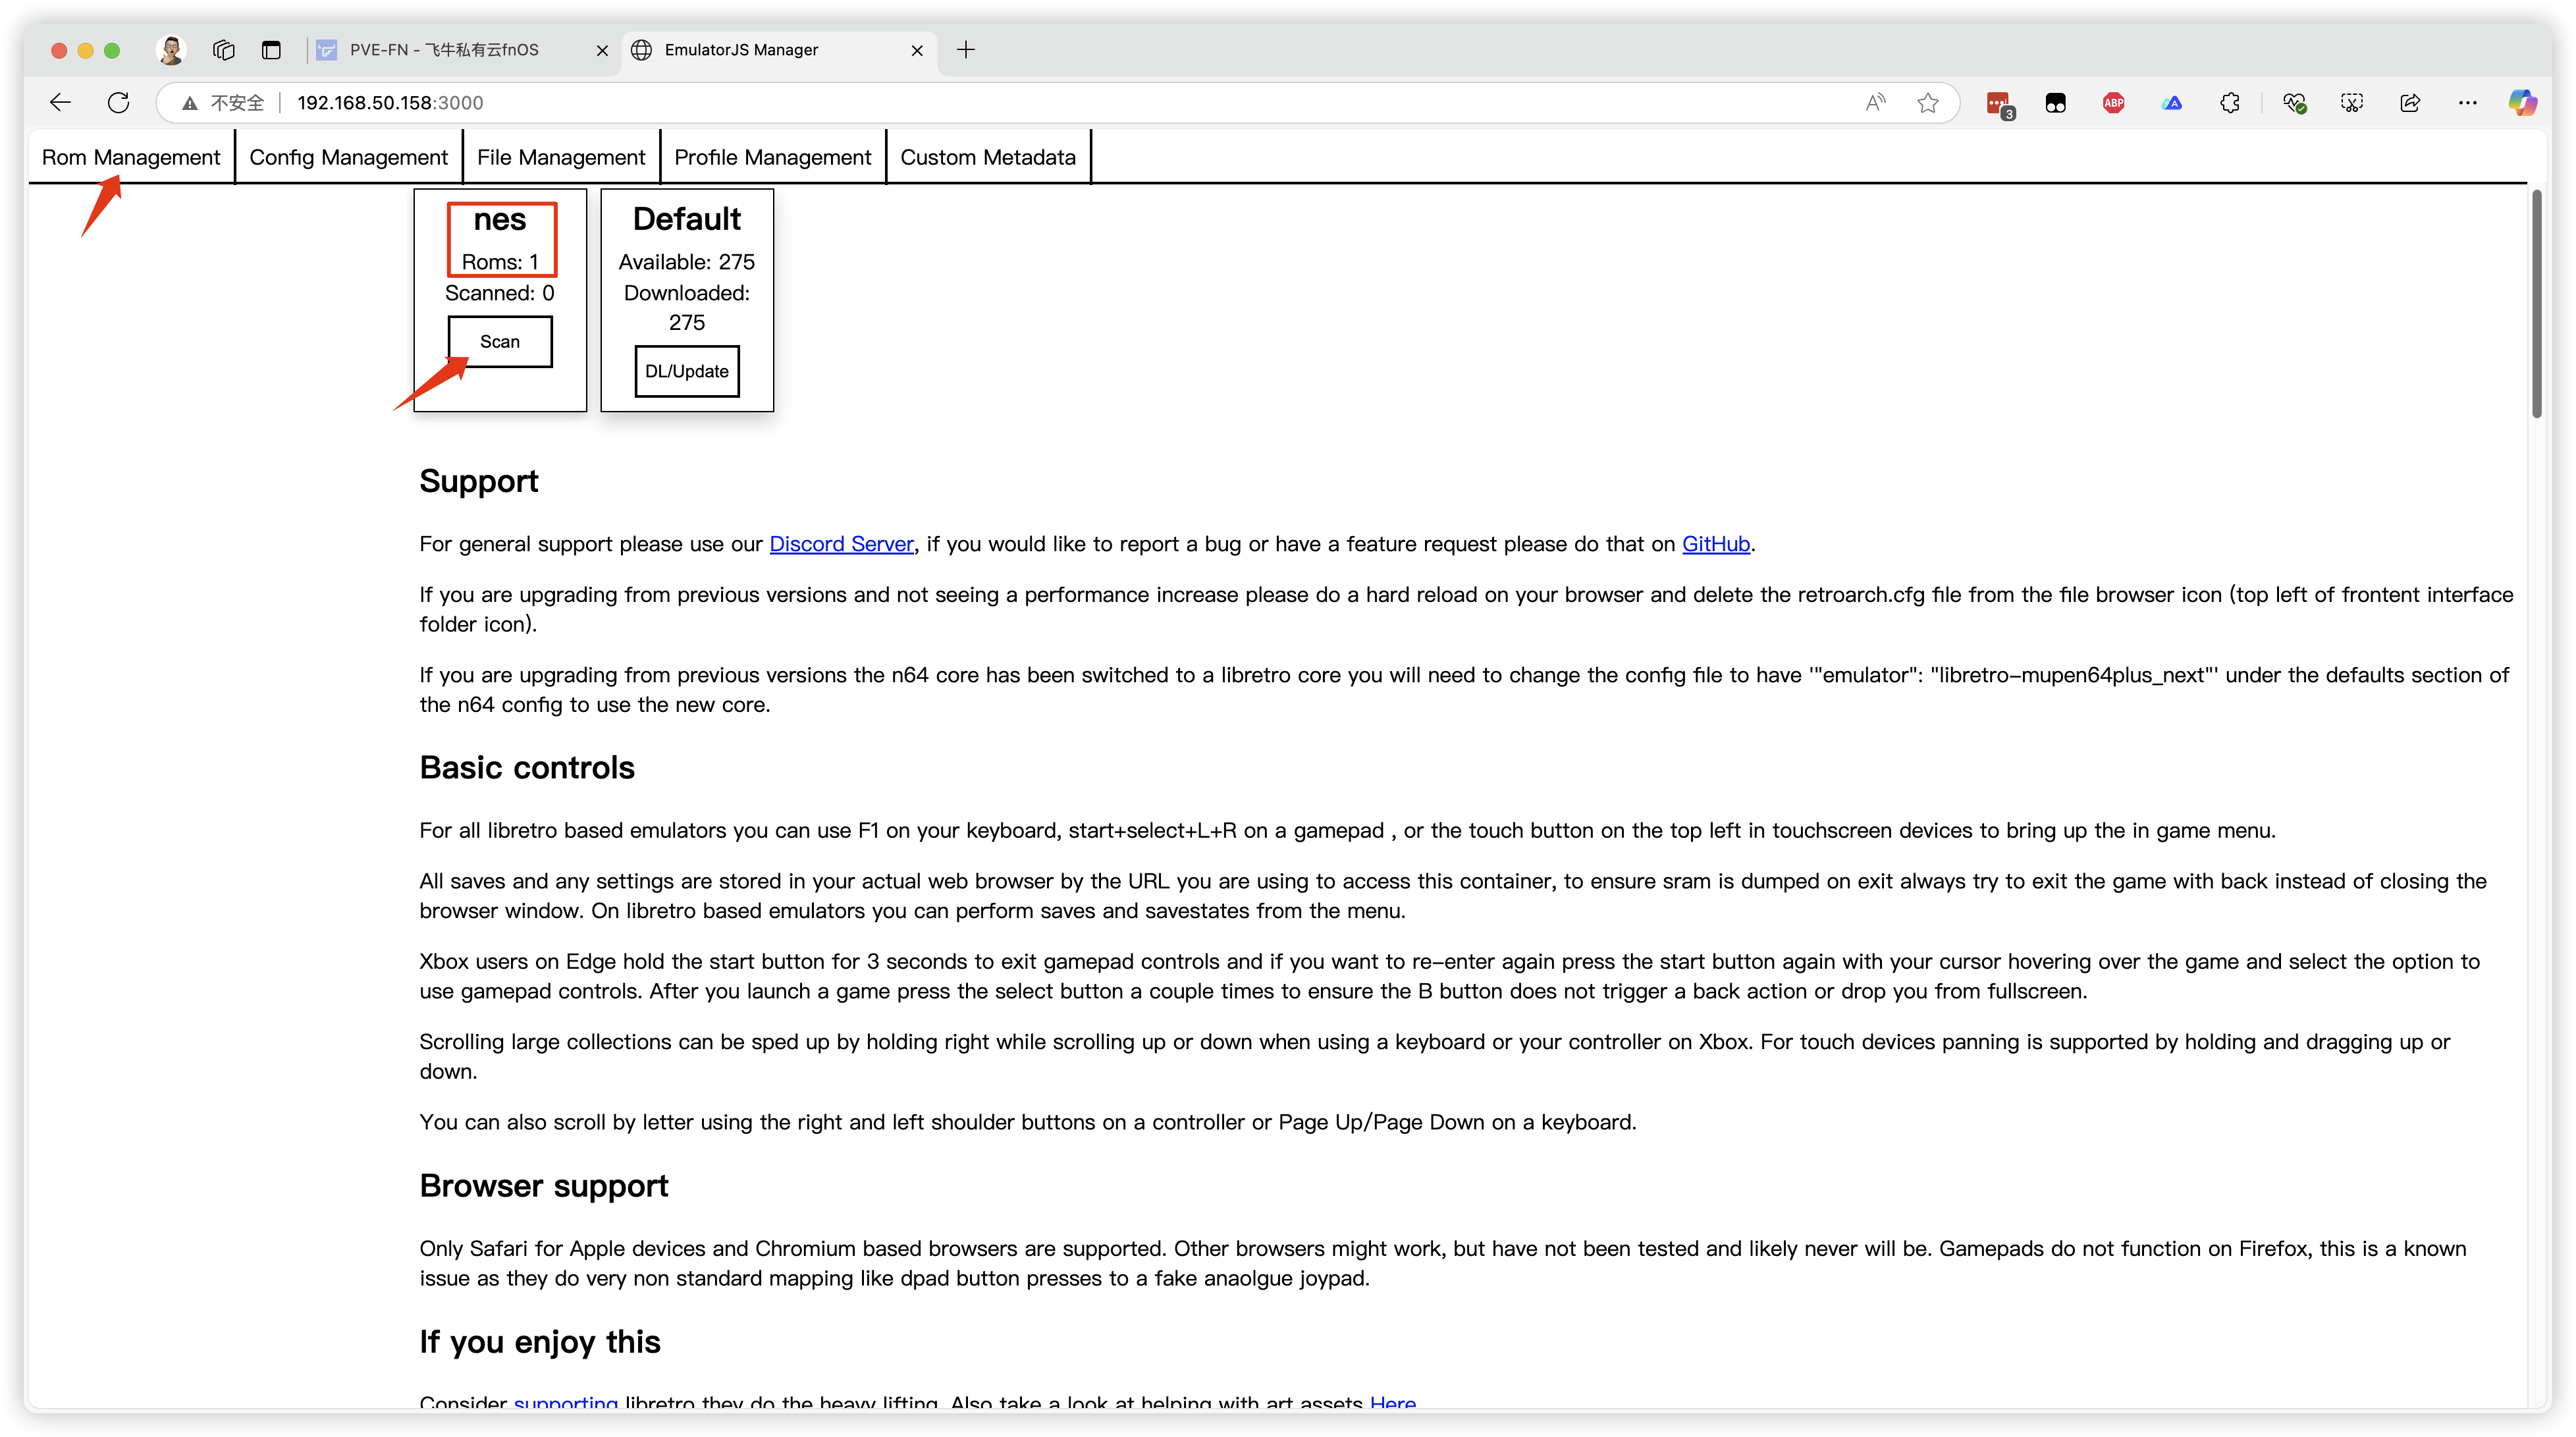 PVE-FN - 飞牛私有云fnOS
EmulatorJS Manager
不安全
192.168.50.158:3000
ABP
3
Rom Management
Config Management
File Management
Profile Management
Custom Metadata
nes
Roms: 1
Scanned: 0
Scan
Default
Available: 275
Downloaded:
275
DL/Update
Support
For general support please use our Discord Server, if you would like to report a bug or have a feature request please do that on GitHub.
If you are upgrading from previous versions and not seeing a performance increase please do a hard reload on your browser and delete the retroarch.cfg file from the file browser icon (top left of frontent interface
folder icon).
If you are upgrading from previous versions the n64 core has been switched to a libretro core you will need to change the config file to have '"emulator": "libretro-mupen64plus_next"' under the defaults section of
the n64 config to use the new core.
Basic controls
For all libretro based emulators you can use F1 on your keyboard, start+select+L+R on a gamepad , or the touch button on the top left in touchscreen devices to bring up the in game menu.
All saves and any settings are stored in your actual web browser by the URL you are using to access this container, to ensure sram is dumped on exit always try to exit the game with back instead of closing the
browser window. On libretro based emulators you can perform saves and savestates from the menu.
Xbox users on Edge hold the start button for 3 seconds to exit gamepad controls and if you want to re-enter again press the start button again with your cursor hovering over the game and select the option to
use gamepad controls. After you launch a game press the select button a couple times to ensure the B button does not trigger a back action or drop you from fullscreen.
Scrolling large collections can be sped up by holding right while scrolling up or down when using a keyboard or your controller on Xbox. For touch devices panning is supported by holding and dragging up or
down.
You can also scroll by letter using the right and left shoulder buttons on a controller or Page Up/Page Down on a keyboard.
Browser support
Only Safari for Apple devices and Chromium based browsers are supported. Other browsers might work, but have not been tested and likely never will be. Gamepads do not function on Firefox, this is a known
issue as they do very non standard mapping like dpad button presses to a fake anaolgue joypad.
If you enjoy this
Consider supporting libretro they do the heavy lifting. Also take a look at helping with art assets Here